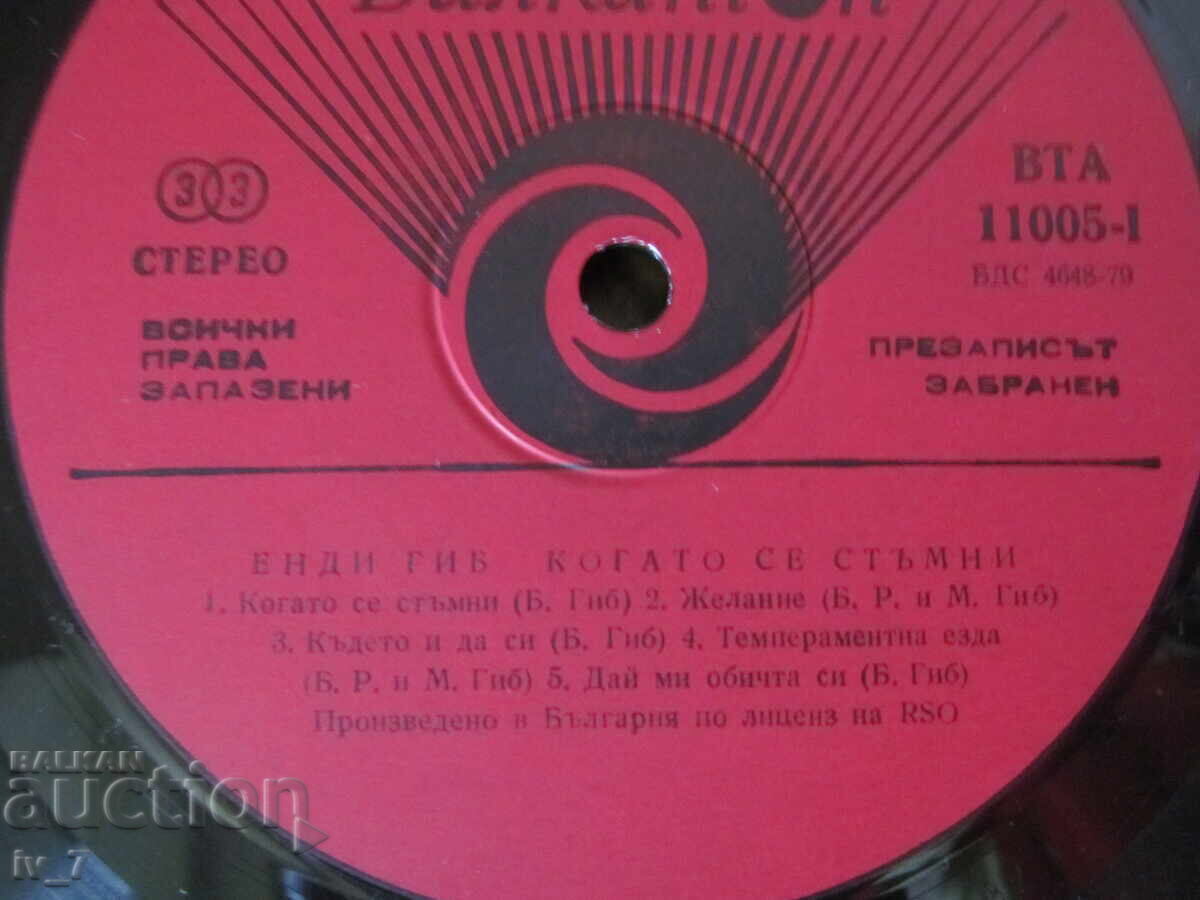 Балкантон
33
СТЕРЕО
ВСИЧКИ
ПРАВА
ЗАПАЗЕНИ
ВТА
11005-I
БДС 4648-79
ПРЕЗАПИСЪТ
ЗАБРАНЕН
ЕНДИ ГИБ КОГАТО СЕ СТЪМНИ
1. Когато се стъмни (Б. Гиб) 2. Желание (Б. Р. и М. Гиб)
3. Където и да си (Б. Гиб) 4. Темпераментна езда
(Б. Р. и М. Гиб) 5. Дай ми обичта си (Б. Гиб)
Произведено в България по лиценз на RSO
BALKAN
auction
iv_7